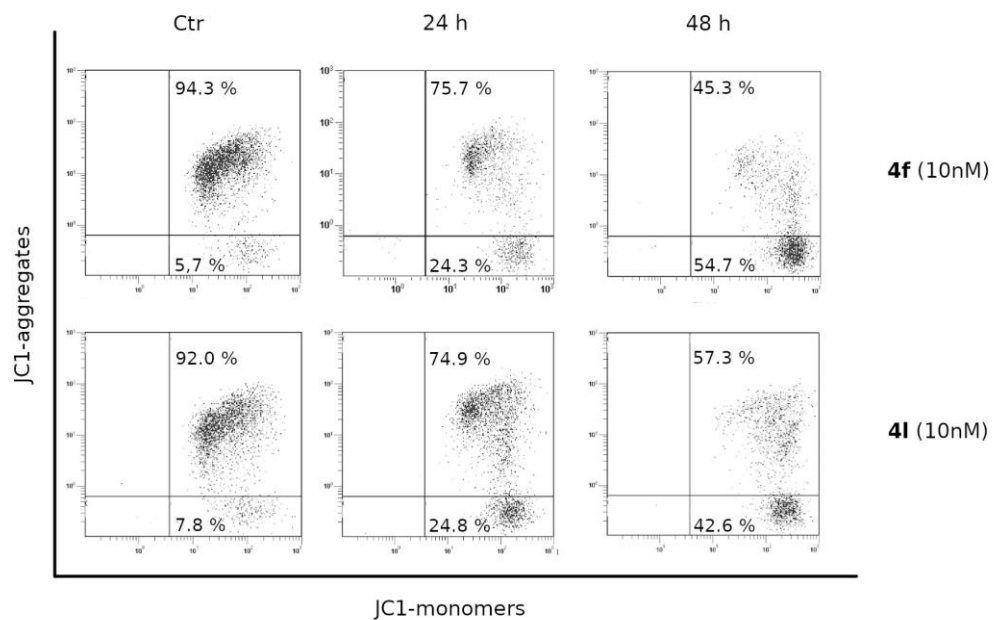 Ctr 24 h 48 h
94.3 % 75.7 % 45.3 %
4f (10nM)
5,7 % 24.3 % 54.7 %
JC1-aggregates
92.0 % 74.9 % 57.3 %
4l (10nM)
7.8 % 24.8 % 42.6 %
JC1-monomers